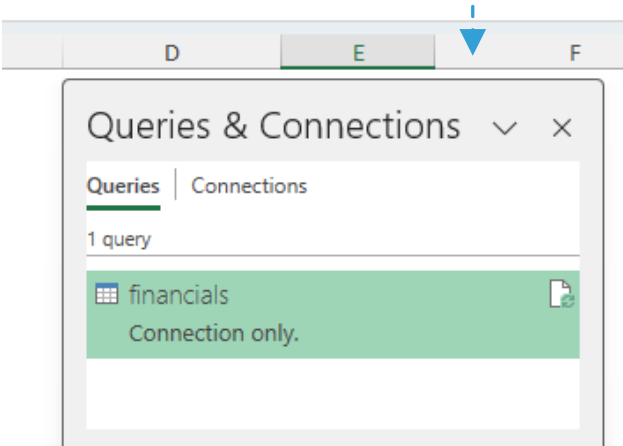 D E F
Queries & Connections
Queries Connections
1 query
financials
Connection only.